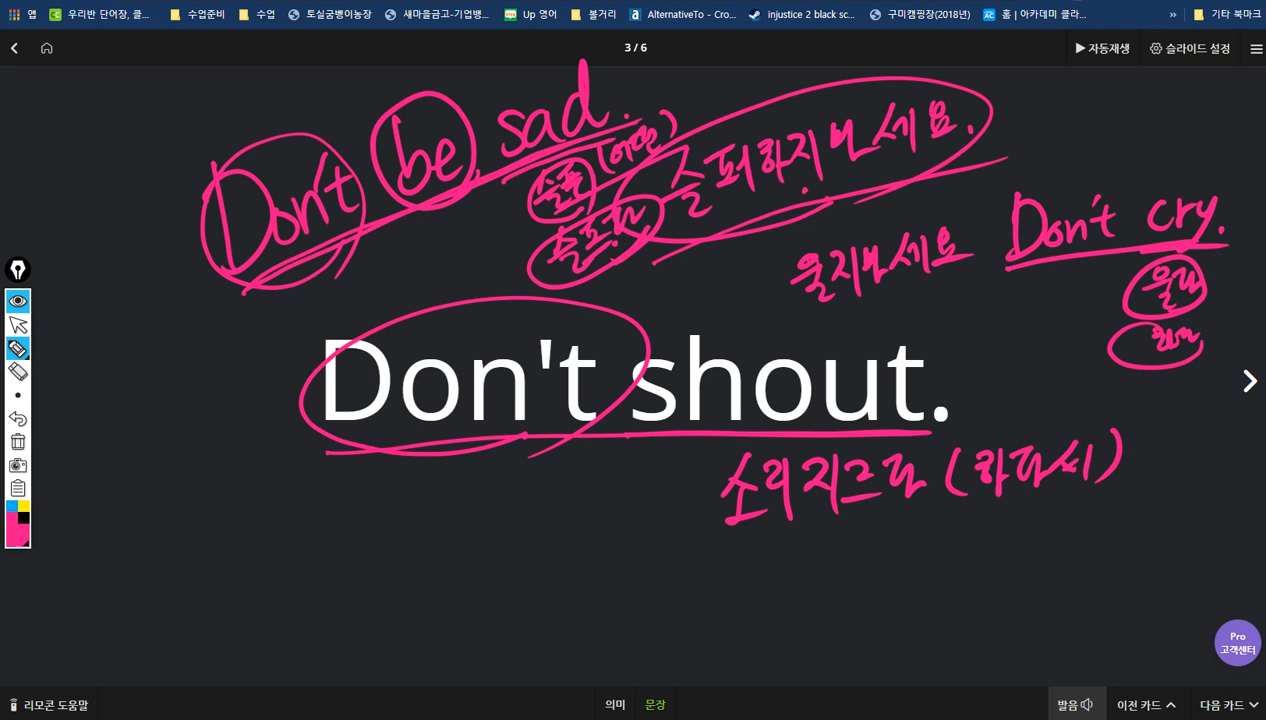 앱 우리반 단어장, 클... 수업준비 수업 토실굼벵이농장 새마을금고-기업뱅... Up 영어 볼거리 AlternativeTo - Cro... injustice 2 black sc... 구미캠핑장(2018년) 홈 | 아카데미 클라... » 기타 북마크
3 / 6
자동재생 슬라이드 설정
Don't be sad.
슬픈
슬퍼하지마세요.
Don't cry.
울지마세요
울다
Don't shout.
소리지르다 (하다씨)
Pro
고객센터
리모콘 도움말 의미 문장 발음 이전 카드 다음 카드